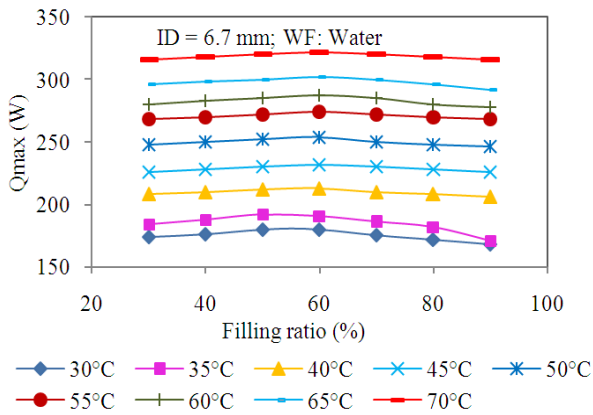 350
ID = 6.7 mm; WF: Water
300
250
200
150
Qmax (W)
20 40 60 80 100
Filling ratio (%)
30°C 35°C 40°C 45°C 50°C
55°C 60°C 65°C 70°C